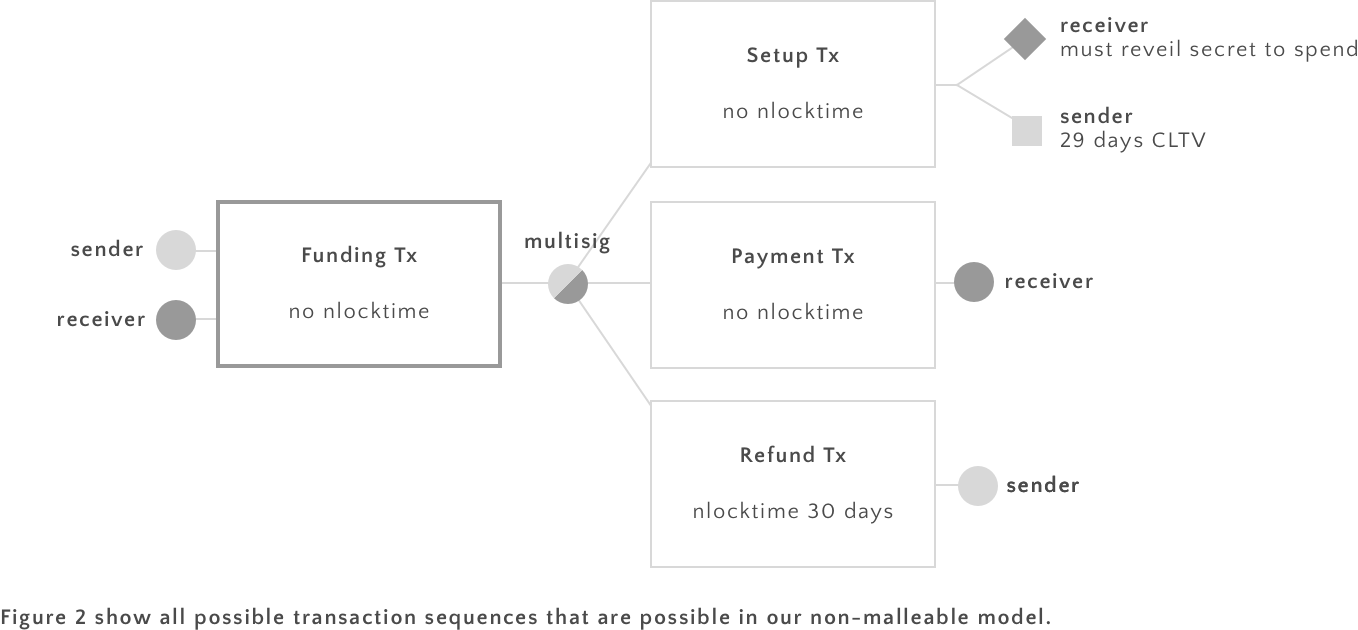 sender
receiver
Funding Tx
no nlocktime
multisig
Setup Tx
no nlocktime
receiver
must reveil secret to spend
sender
29 days CLTV
Payment Tx
no nlocktime
receiver
Refund Tx
nlocktime 30 days
sender
Figure 2 show all possible transaction sequences that are possible in our non-malleable model.